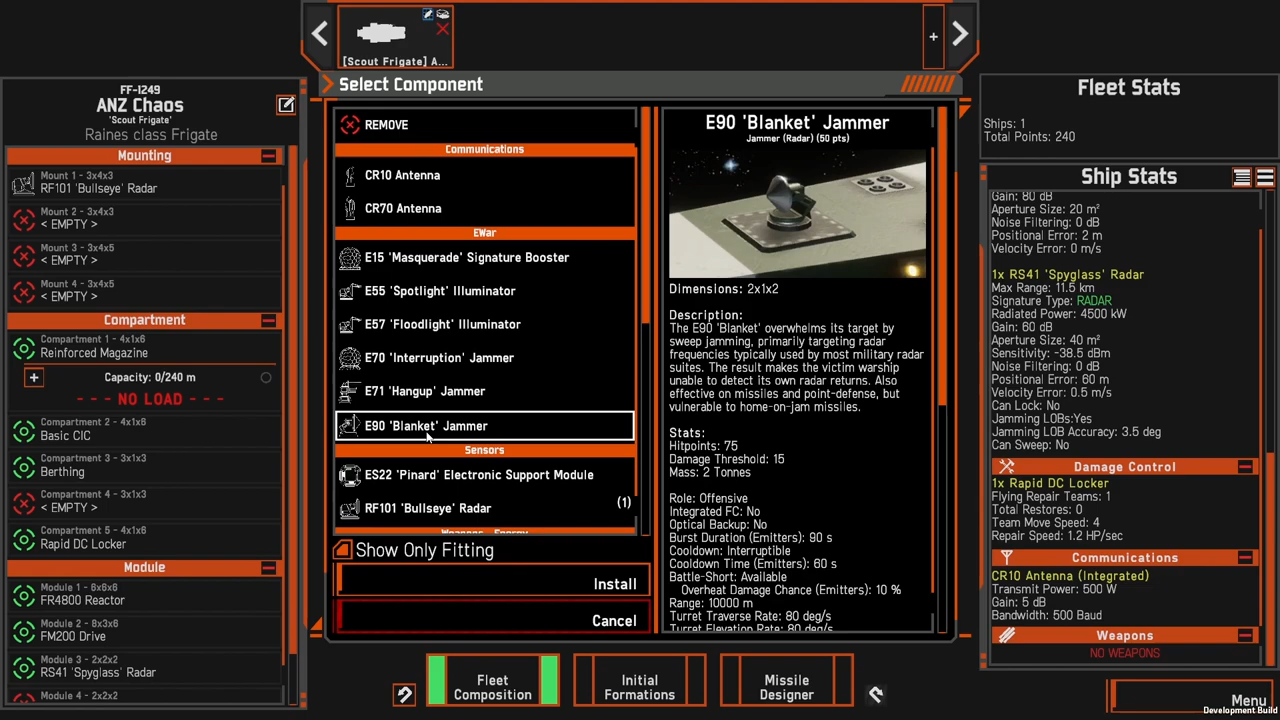 [Scout Frigate] A...
+
Select Component
FF-1249
ANZ Chaos
'Scout Frigate'
Raines class Frigate
Mounting
Mount 1 - 3x4x3
RF101 'Bullseye' Radar
Mount 2 - 3x4x3
< EMPTY >
Mount 3 - 3x4x5
< EMPTY >
Mount 4 - 3x4x5
< EMPTY >
Compartment
Compartment 1 - 4x1x6
Reinforced Magazine
+ Capacity: 0/240 m
- - - NO LOAD - - -
Compartment 2 - 4x1x6
Basic CIC
Compartment 3 - 3x1x3
Berthing
Compartment 4 - 3x1x3
< EMPTY >
Compartment 5 - 4x1x6
Rapid DC Locker
Module
Module 1 - 6x6x6
FR4800 Reactor
Module 2 - 8x3x6
FM200 Drive
Module 3 - 2x2x2
RS41 'Spyglass' Radar
Module 4 - 2x2x2
REMOVE
Communications
CR10 Antenna
CR70 Antenna
EWar
E15 'Masquerade' Signature Booster
E55 'Spotlight' Illuminator
E57 'Floodlight' Illuminator
E70 'Interruption' Jammer
E71 'Hangup' Jammer
E90 'Blanket' Jammer
Sensors
ES22 'Pinard' Electronic Support Module
RF101 'Bullseye' Radar (1)
Weapons - Energy
Show Only Fitting
Install
Cancel
E90 'Blanket' Jammer
Jammer (Radar) (50 pts)
Dimensions: 2x1x2
Description:
The E90 'Blanket' overwhelms its target by
sweep jamming, primarily targeting radar
frequencies typically used by most military radar
suites. The result makes the victim warship
unable to detect its own radar returns. Also
effective on missiles and point-defense, but
vulnerable to home-on-jam missiles.
Stats:
Hitpoints: 75
Damage Threshold: 15
Mass: 2 Tonnes
Role: Offensive
Integrated FC: No
Optical Backup: No
Burst Duration (Emitters): 90 s
Cooldown: Interruptible
Cooldown Time (Emitters): 60 s
Battle-Short: Available
Overheat Damage Chance (Emitters): 10 %
Range: 10000 m
Turret Traverse Rate: 80 deg/s
Turret Elevation Rate: 80 deg/s
Fleet Stats
Ships: 1
Total Points: 240
Ship Stats
Gain: 80 dB
Aperture Size: 20 m²
Noise Filtering: 0 dB
Positional Error: 2 m
Velocity Error: 0 m/s
1x RS41 'Spyglass' Radar
Max Range: 11.5 km
Signature Type: RADAR
Radiated Power: 4500 kW
Gain: 60 dB
Aperture Size: 40 m²
Sensitivity: -38.5 dBm
Noise Filtering: 0 dB
Positional Error: 60 m
Velocity Error: 0.5 m/s
Can Lock: No
Jamming LOBs:Yes
Jamming LOB Accuracy: 3.5 deg
Can Sweep: No
Damage Control
1x Rapid DC Locker
Flying Repair Teams: 1
Total Restores: 0
Team Move Speed: 4
Repair Speed: 1.2 HP/sec
Communications
CR10 Antenna (Integrated)
Transmit Power: 500 W
Gain: 5 dB
Bandwidth: 500 Baud
Weapons
NO WEAPONS
Fleet
Composition
Initial
Formations
Missile
Designer
Menu
Development Build